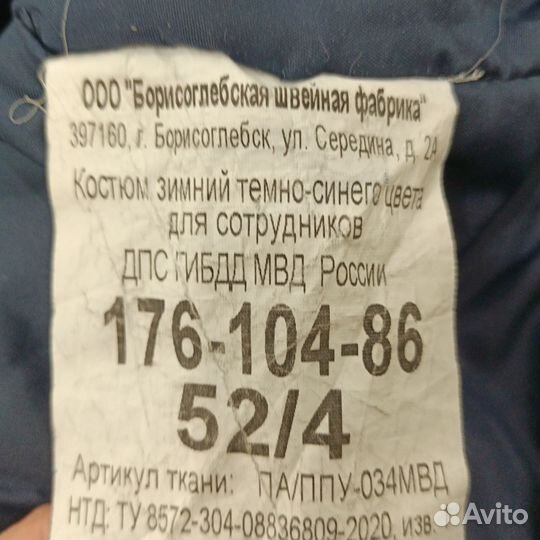 ООО "Борисоглебская швейная фабрика"
397160, г. Борисоглебск, ул. Середина, д. 2А
Костюм зимний темно-синего цвета
для сотрудников
ДПС ГИБДД МВД России
176-104-86
52/4
Артикул ткани: ПА/ППУ-034МВД
НТД: ТУ 8572-304-08836809-2020, изв.
Avito